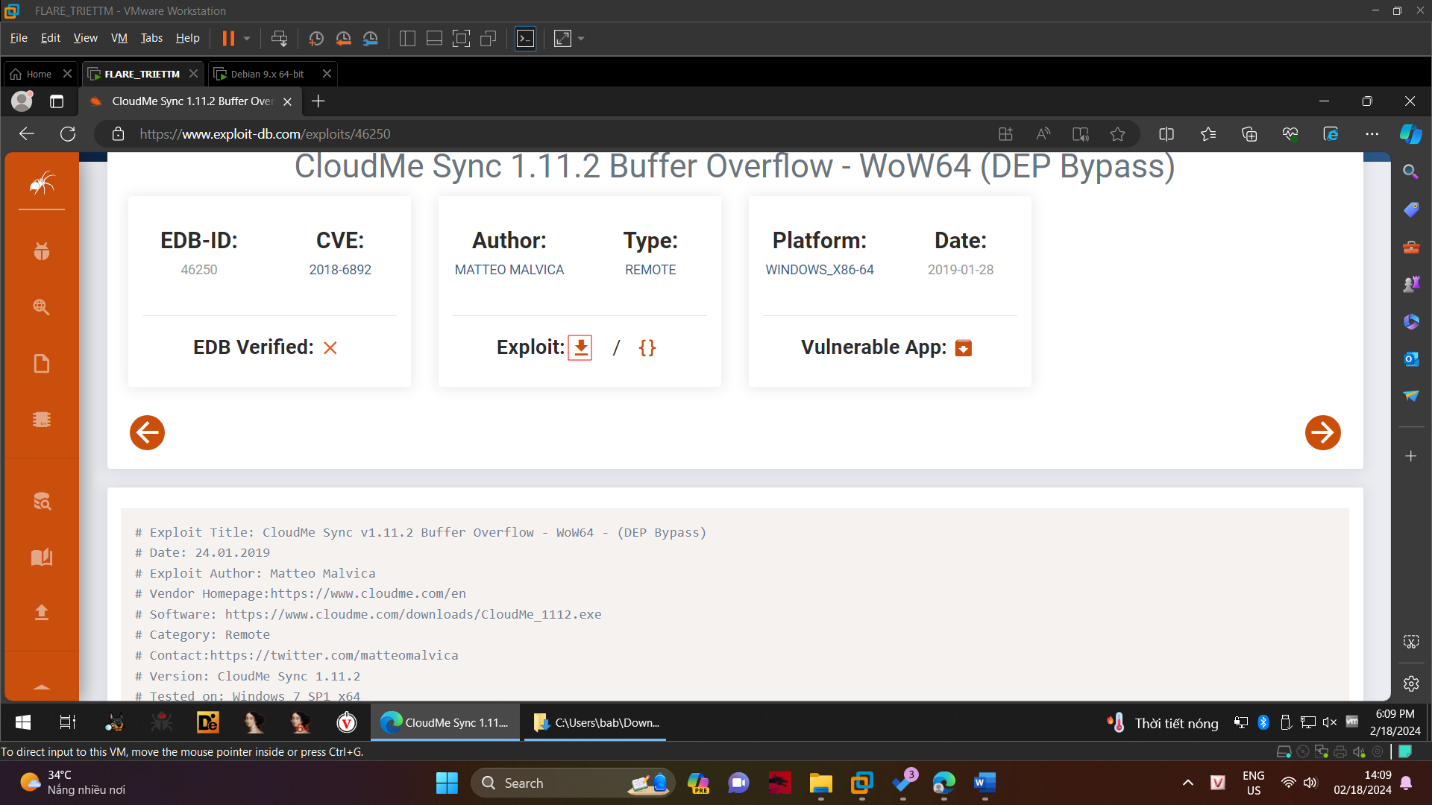 FLARE_TRIETTM - VMware Workstation
File Edit View VM Tabs Help
Home FLARE_TRIETTM Debian 9.x 64-bit
CloudMe Sync 1.11.2 Buffer Over
https://www.exploit-db.com/exploits/46250
CloudMe Sync 1.11.2 Buffer Overflow - WoW64 (DEP Bypass)
EDB-ID: CVE: Author: Type: Platform: Date:
46250 2018-6892 MATTEO MALVICA REMOTE WINDOWS_X86-64 2019-01-28
EDB Verified: Exploit: / {} Vulnerable App:
# Exploit Title: CloudMe Sync v1.11.2 Buffer Overflow - WoW64 - (DEP Bypass)
# Date: 24.01.2019
# Exploit Author: Matteo Malvica
# Vendor Homepage:https://www.cloudme.com/en
# Software: https://www.cloudme.com/downloads/CloudMe_1112.exe
# Category: Remote
# Contact:https://twitter.com/matteomalvica
# Version: CloudMe Sync 1.11.2
# Tested on: Windows 7 SP1 x64
De V CloudMe Sync 1.11.... C:\Users\bab\Down... Thời tiết nóng 6:09 PM
2/18/2024
To direct input to this VM, move the mouse pointer inside or press Ctrl+G.
34°C
Nắng nhiều nơi
Search PRE 3 W V ENG
US
14:09
02/18/2024